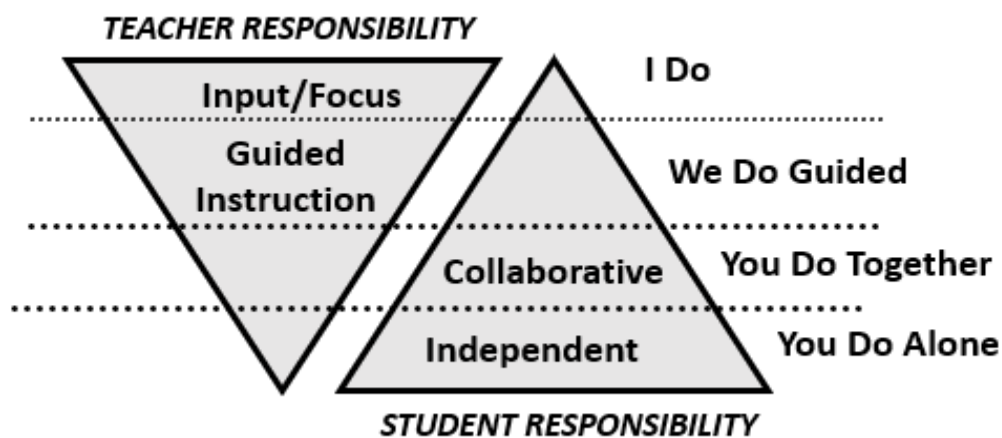 TEACHER RESPONSIBILITY
I Do
Input/Focus
Guided
Instruction
We Do Guided
Collaborative
You Do Together
Independent
You Do Alone
STUDENT RESPONSIBILITY